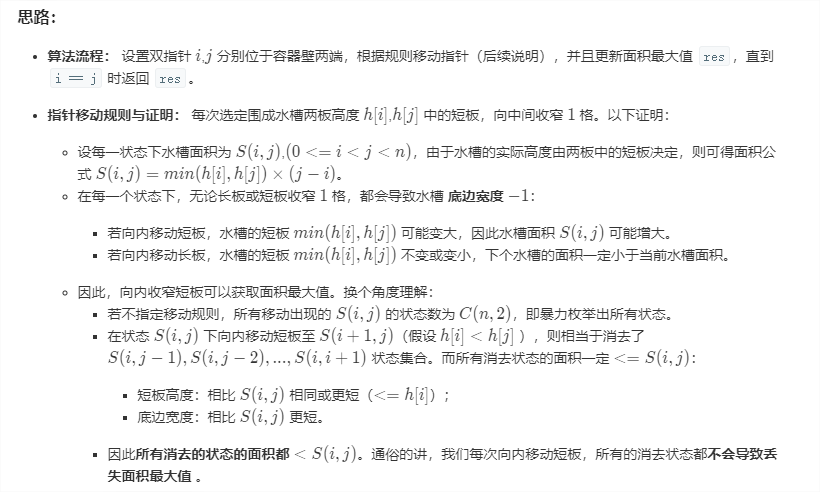 思路：
算法流程： 设置双指针 i,j 分别位于容器壁两端，根据规则移动指针（后续说明），并且更新面积最大值 res ，直到
i == j 时返回 res 。
指针移动规则与证明： 每次选定围成水槽两板高度 h[i],h[j] 中的短板，向中间收窄 1 格。以下证明：
设每一状态下水槽面积为 S(i,j),(0 <= i < j < n)，由于水槽的实际高度由两板中的短板决定，则可得面积公
式 S(i,j) = min(h[i],h[j]) × (j − i)。
在每一个状态下，无论长板或短板收窄 1 格，都会导致水槽 底边宽度 −1：
若向内移动短板，水槽的短板 min(h[i],h[j]) 可能变大，因此水槽面积 S(i,j) 可能增大。
若向内移动长板，水槽的短板 min(h[i],h[j]) 不变或变小，下个水槽的面积一定小于当前水槽面积。
因此，向内收窄短板可以获取面积最大值。换个角度理解：
若不指定移动规则，所有移动出现的 S(i,j) 的状态数为 C(n,2)，即暴力枚举出所有状态。
在状态 S(i,j) 下向内移动短板至 S(i + 1,j)（假设 h[i] < h[j] ），则相当于消去了
S(i,j − 1),S(i,j − 2),...,S(i,i + 1) 状态集合。而所有消去状态的面积一定 <= S(i,j)：
短板高度：相比 S(i,j) 相同或更短（<= h[i]）；
底边宽度：相比 S(i,j) 更短。
因此所有消去的状态的面积都 < S(i,j)。通俗的讲，我们每次向内移动短板，所有的消去状态都不会导致丢
失面积最大值 。